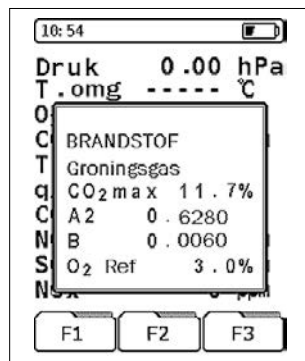 10:54
Druk 0.00 hPa
T.omg ----- °C
O
C
T
q
C
N
S
N
BRANDSTOF
Groningsgas
CO₂max 11.7%
A2 0.6280
B 0.0060
O₂ Ref 3.0%
F1 F2 F3